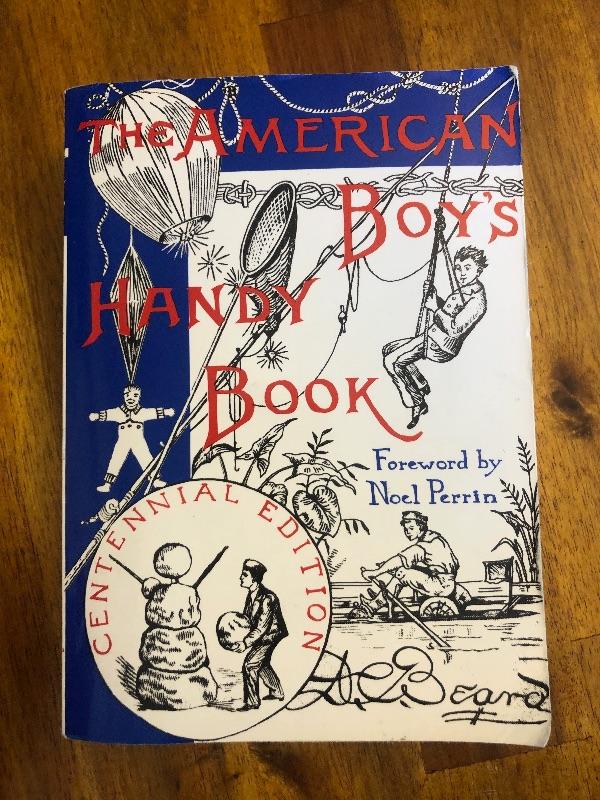 THE AMERICAN
BOY'S
HANDY
BOOK
Foreword by
Noel Perrin
CENTENNIAL EDITION
D.C. Beard